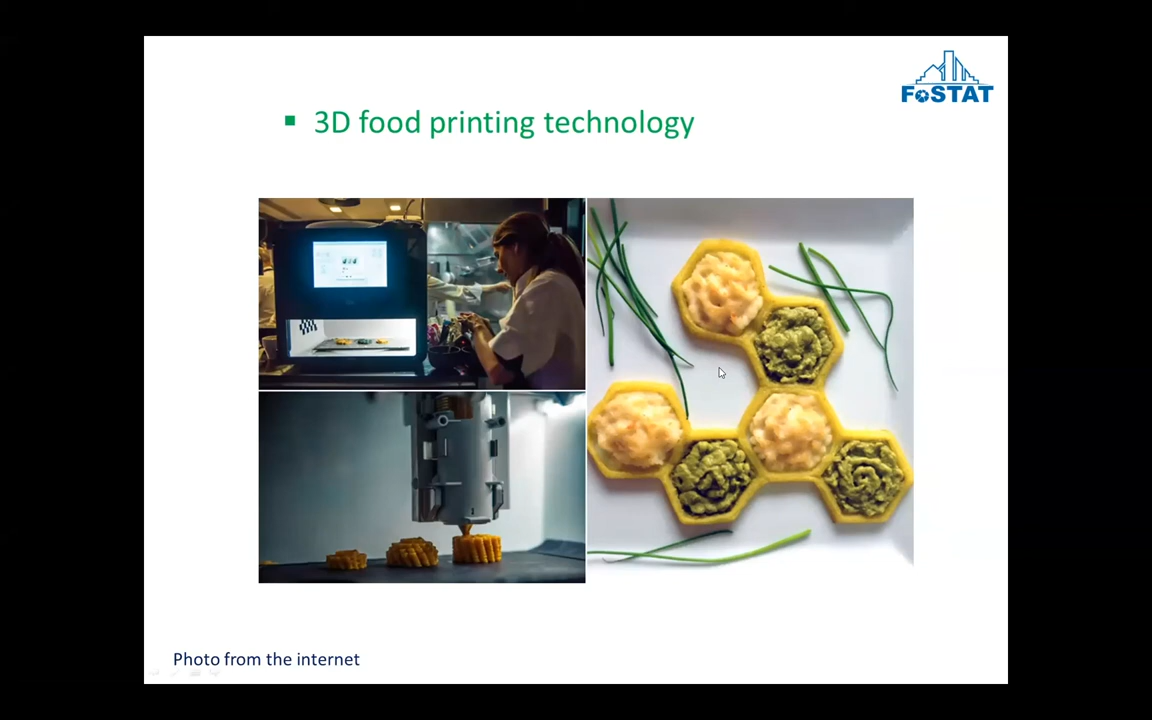 FoSTAT
▪ 3D food printing technology
Photo from the internet